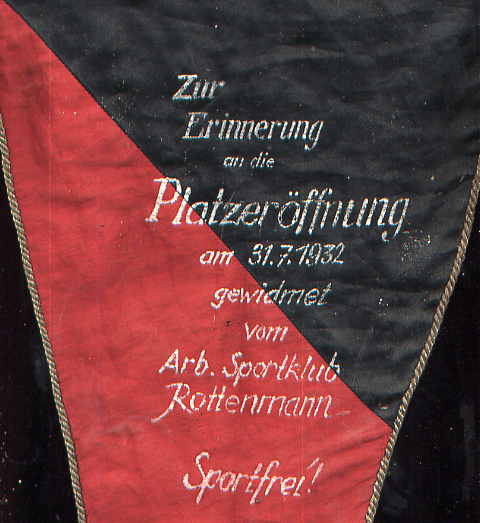 Zur
Erinnerung
an die
Platzeröffnung
am 31.7.1932
gewidmet
vom
Arb. Sportklub
Rottenmann
Sportfrei!